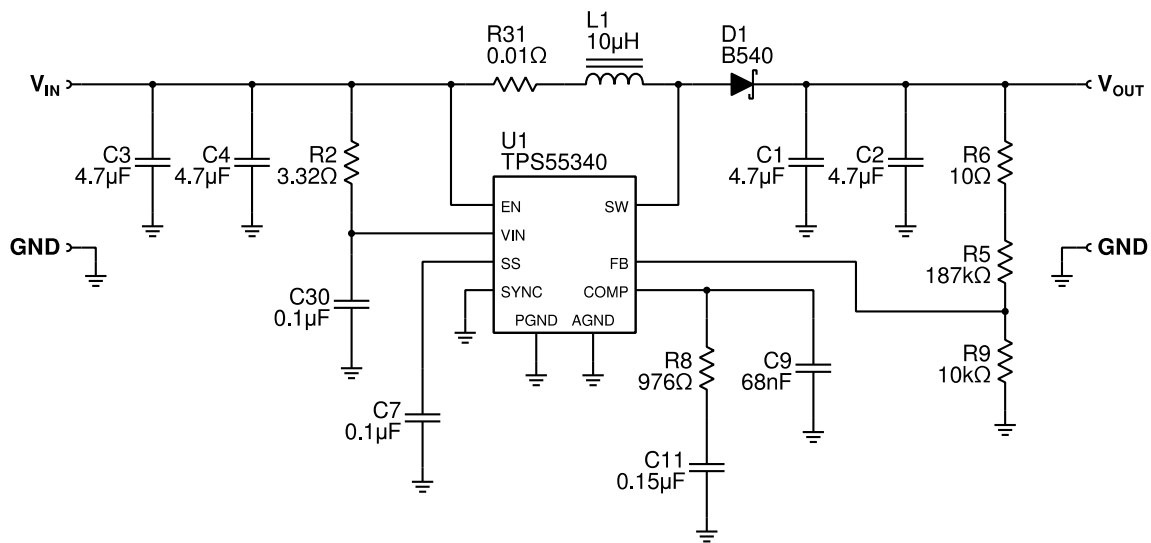 L1
10µH
R31
0.01Ω
D1
B540
VIN
VOUT
C3
4.7µF
C4
4.7µF
R2
3.32Ω
U1
TPS55340
C1
4.7µF
C2
4.7µF
R6
10Ω
EN
SW
VIN
SS
FB
SYNC
COMP
PGND
AGND
GND
GND
R5
187kΩ
C30
0.1µF
R8
976Ω
C9
68nF
R9
10kΩ
C7
0.1µF
C11
0.15µF